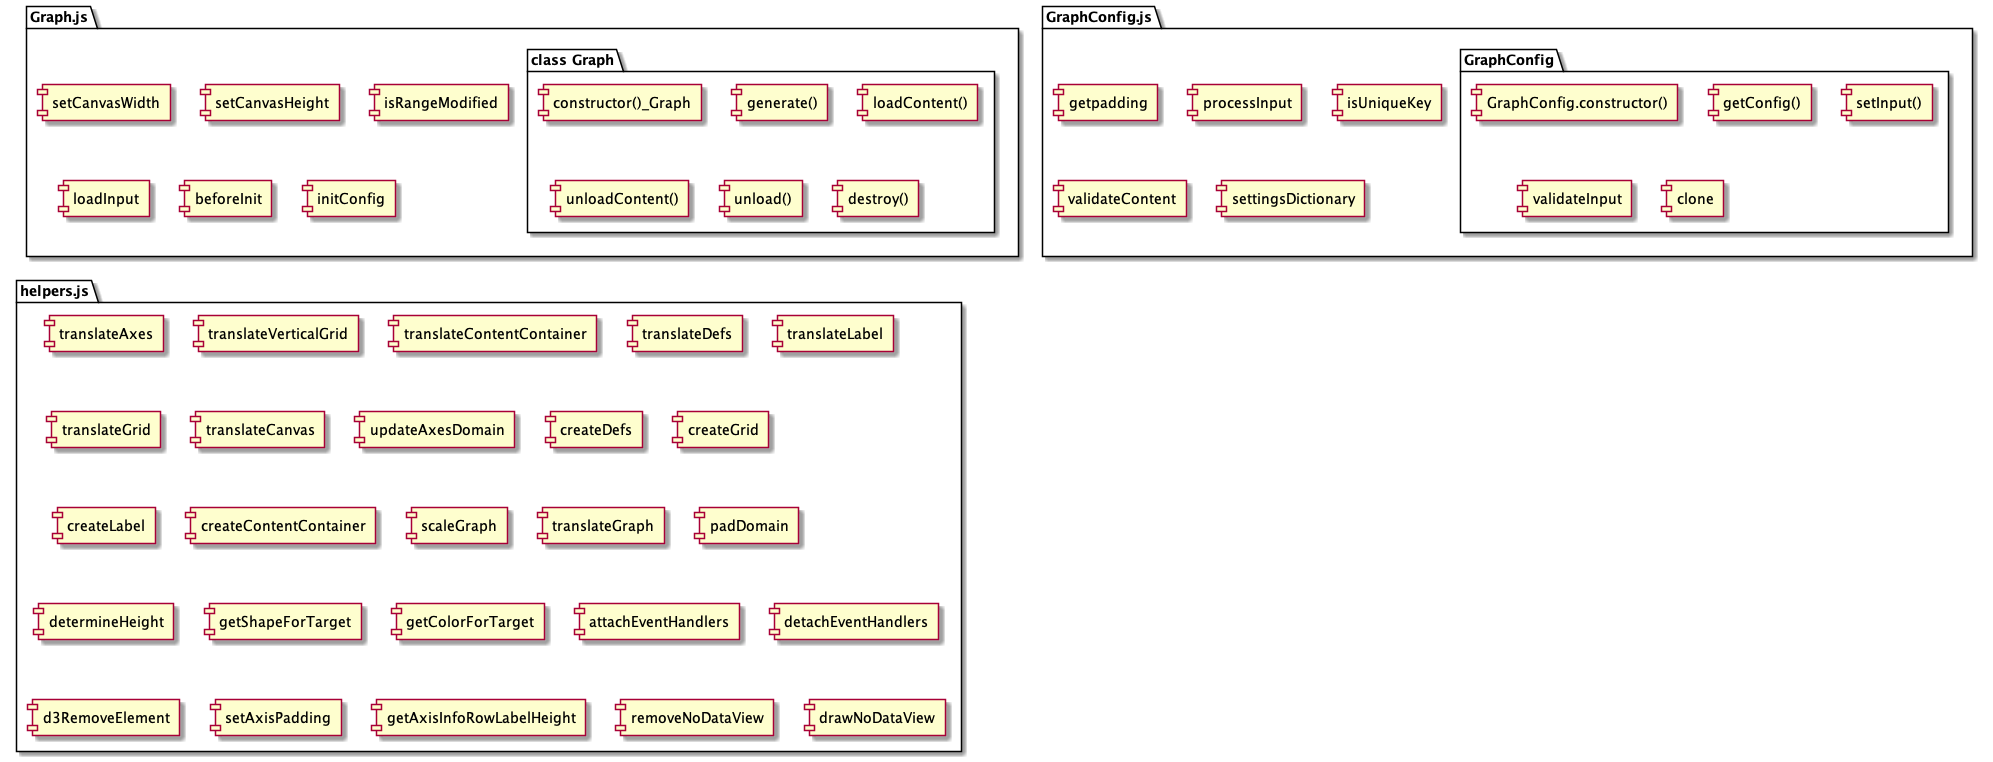 Graph.js
class Graph
setCanvasWidth
setCanvasHeight
isRangeModified
constructor()_Graph
generate()
loadContent()
loadInput
beforeInit
initConfig
unloadContent()
unload()
destroy()
GraphConfig.js
GraphConfig
getpadding
processInput
isUniqueKey
GraphConfig.constructor()
getConfig()
setInput()
validateContent
settingsDictionary
validateInput
clone
helpers.js
translateAxes
translateVerticalGrid
translateContentContainer
translateDefs
translateLabel
translateGrid
translateCanvas
updateAxesDomain
createDefs
createGrid
createLabel
createContentContainer
scaleGraph
translateGraph
padDomain
determineHeight
getShapeForTarget
getColorForTarget
attachEventHandlers
detachEventHandlers
d3RemoveElement
setAxisPadding
getAxisInfoRowLabelHeight
removeNoDataView
drawNoDataView